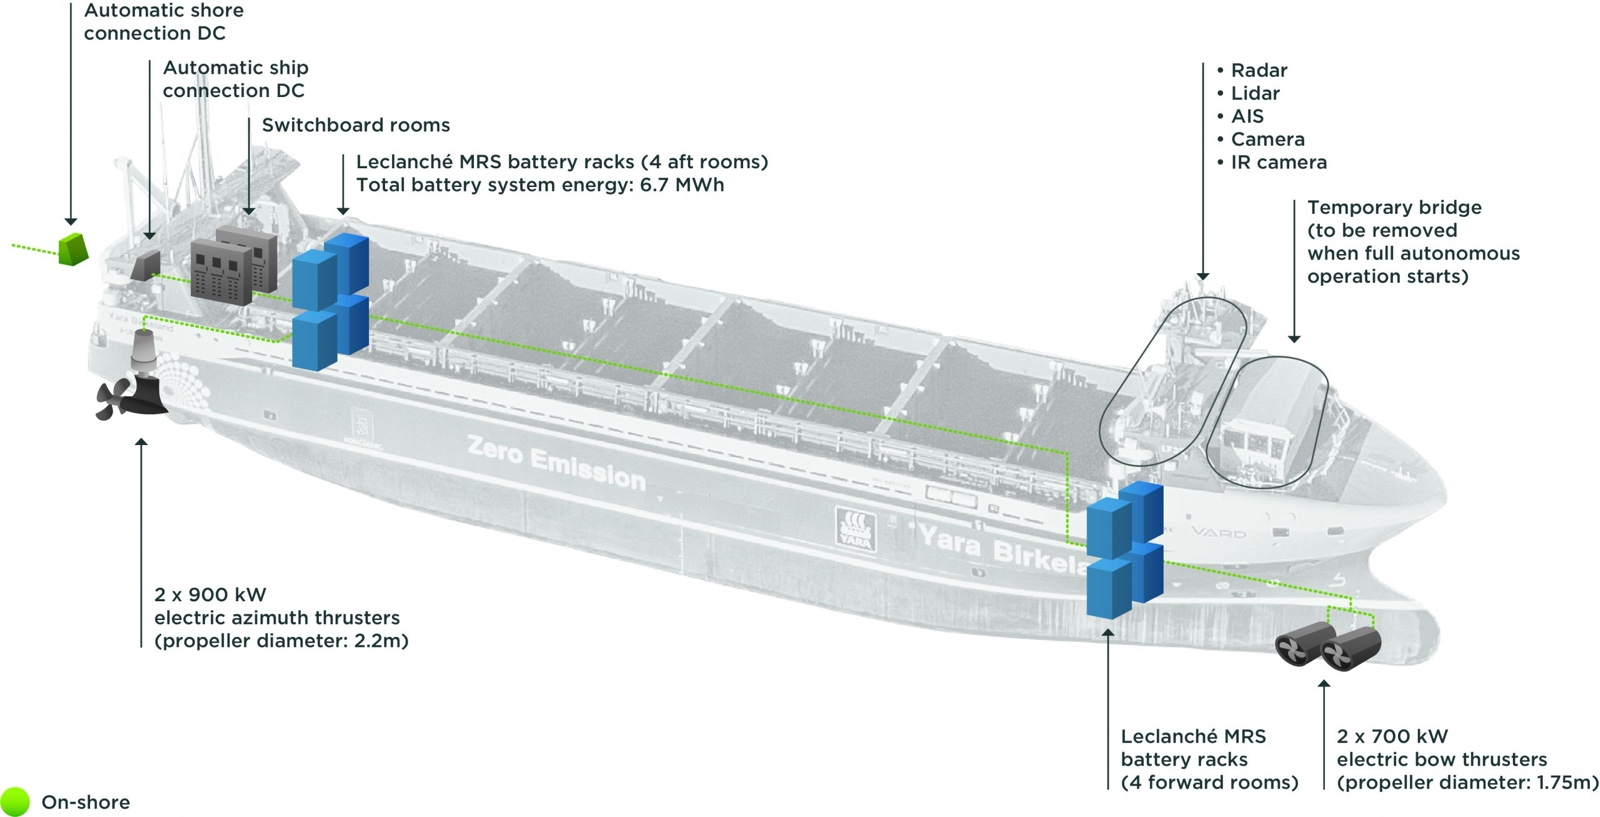 Automatic shore
connection DC
Automatic ship
connection DC
Switchboard rooms
Leclanché MRS battery racks (4 aft rooms)
Total battery system energy: 6.7 MWh
• Radar
• Lidar
• AIS
• Camera
• IR camera
Temporary bridge
(to be removed
when full autonomous
operation starts)
Yara Birkeland
Zero Emission
YARA
Yara Birkela
VARD
2 x 900 kW
electric azimuth thrusters
(propeller diameter: 2.2m)
Leclanché MRS
battery racks
(4 forward rooms)
2 x 700 kW
electric bow thrusters
(propeller diameter: 1.75m)
On-shore